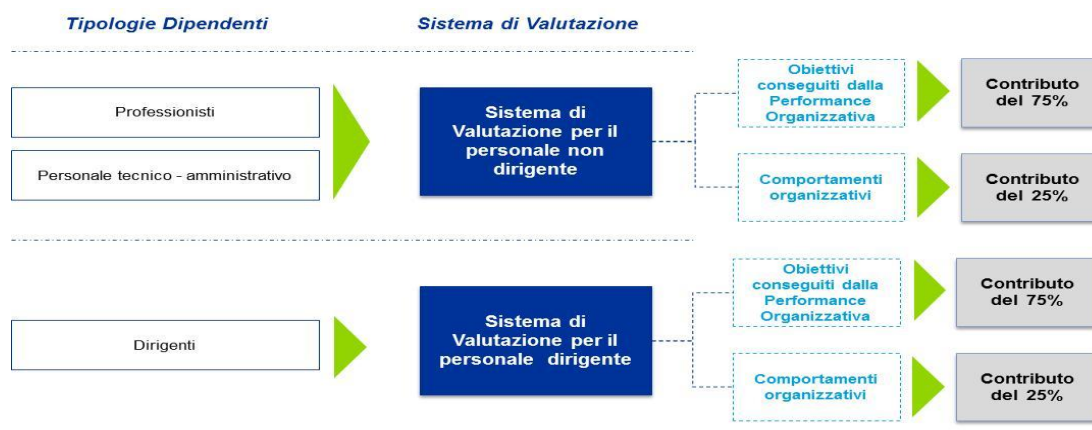 Tipologie Dipendenti
Sistema di Valutazione
Professionisti
Personale tecnico - amministrativo
Sistema di
Valutazione per il
personale non
dirigente
Obiettivi
conseguiti dalla
Performance
Organizzativa
Contributo
del 75%
Comportamenti
organizzativi
Contributo
del 25%
Dirigenti
Sistema di
Valutazione per il
personale dirigente
Obiettivi
conseguiti dalla
Performance
Organizzativa
Contributo
del 75%
Comportamenti
organizzativi
Contributo
del 25%